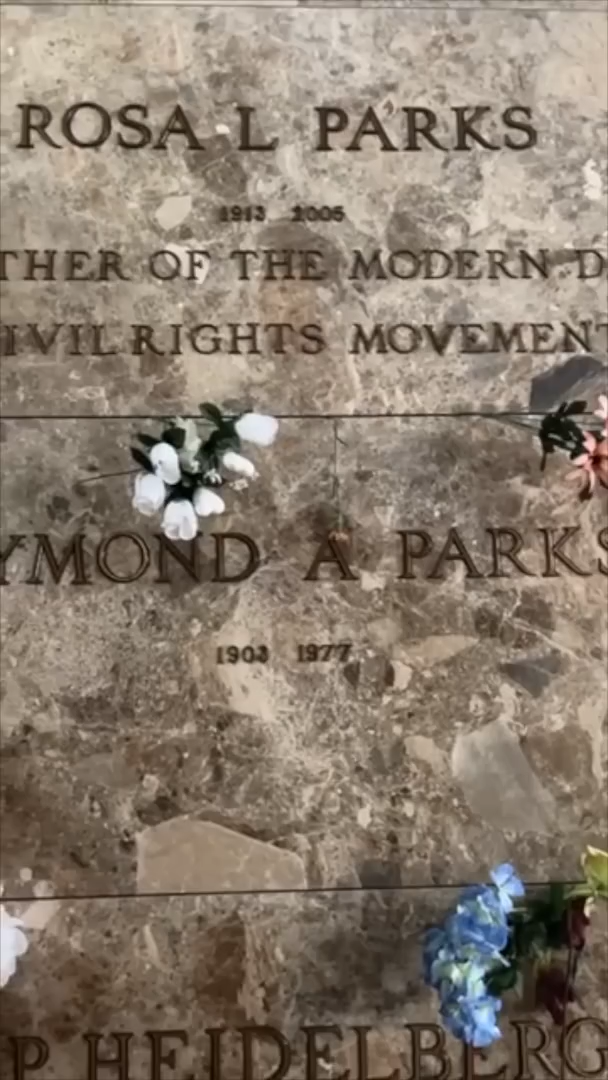 ROSA L PARKS
1913 2005
THER OF THE MODERN D
IVIL RIGHTS MOVEMENT
YMOND A PARKS
1903 1977
P HEIDELBERG